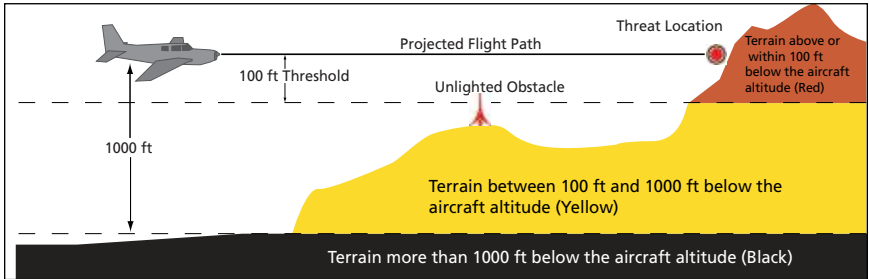 Threat Location
Projected Flight Path
Terrain above or
within 100 ft
below the aircraft
altitude (Red)
100 ft Threshold
Unlighted Obstacle
1000 ft
Terrain between 100 ft and 1000 ft below the
aircraft altitude (Yellow)
Terrain more than 1000 ft below the aircraft altitude (Black)